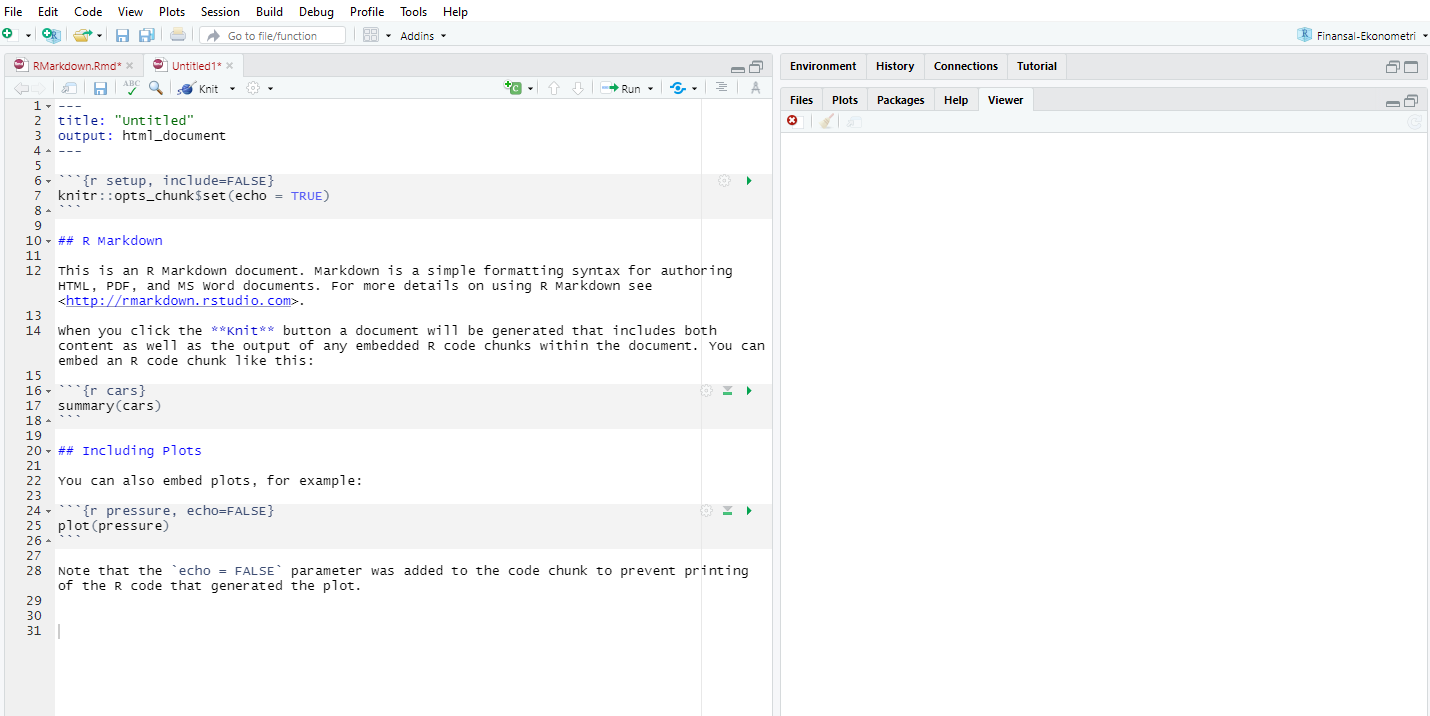 File Edit Code View Plots Session Build Debug Profile Tools Help
Go to file/function Addins Finansal-Ekonometri
RMarkdown.Rmd* Untitled1*
ABC Knit Run
1 ---
2 title: "Untitled"
3 output: html_document
4 ---
5
6 ```{r setup, include=FALSE}
7 knitr::opts_chunk$set(echo = TRUE)
8 ```
9
10 ## R Markdown
11
12 This is an R Markdown document. Markdown is a simple formatting syntax for authoring
HTML, PDF, and MS Word documents. For more details on using R Markdown see
<http://rmarkdown.rstudio.com>.
13
14 When you click the **Knit** button a document will be generated that includes both
content as well as the output of any embedded R code chunks within the document. You can
embed an R code chunk like this:
15
16 ```{r cars}
17 summary(cars)
18 ```
19
20 ## Including Plots
21
22 You can also embed plots, for example:
23
24 ```{r pressure, echo=FALSE}
25 plot(pressure)
26 ```
27
28 Note that the `echo = FALSE` parameter was added to the code chunk to prevent printing
of the R code that generated the plot.
29
30
31
Environment History Connections Tutorial
Files Plots Packages Help Viewer